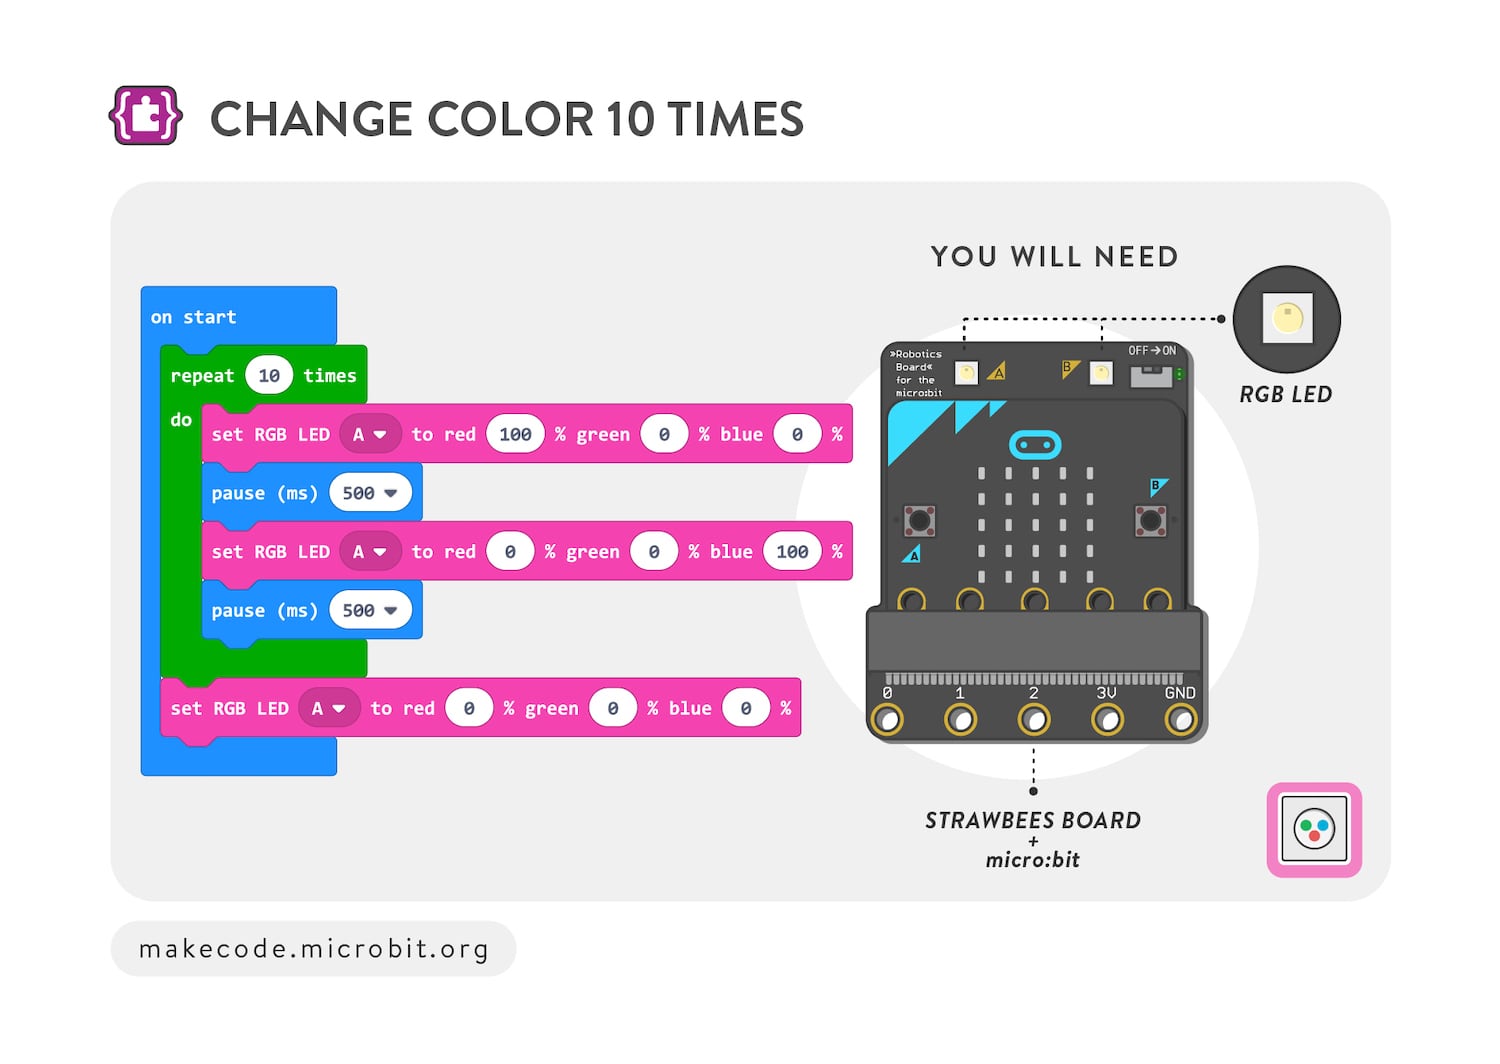 CHANGE COLOR 10 TIMES
on start
repeat 10 times
do
set RGB LED A to red 100 % green 0 % blue 0 %
pause (ms) 500
set RGB LED A to red 0 % green 0 % blue 100 %
pause (ms) 500
set RGB LED A to red 0 % green 0 % blue 0 %
YOU WILL NEED
RGB LED
»Robotics
Board«
for the
micro:bit
A
B
OFF→ON
B
A
0 1 2 3V GND
STRAWBEES BOARD
+
micro:bit
makecode.microbit.org